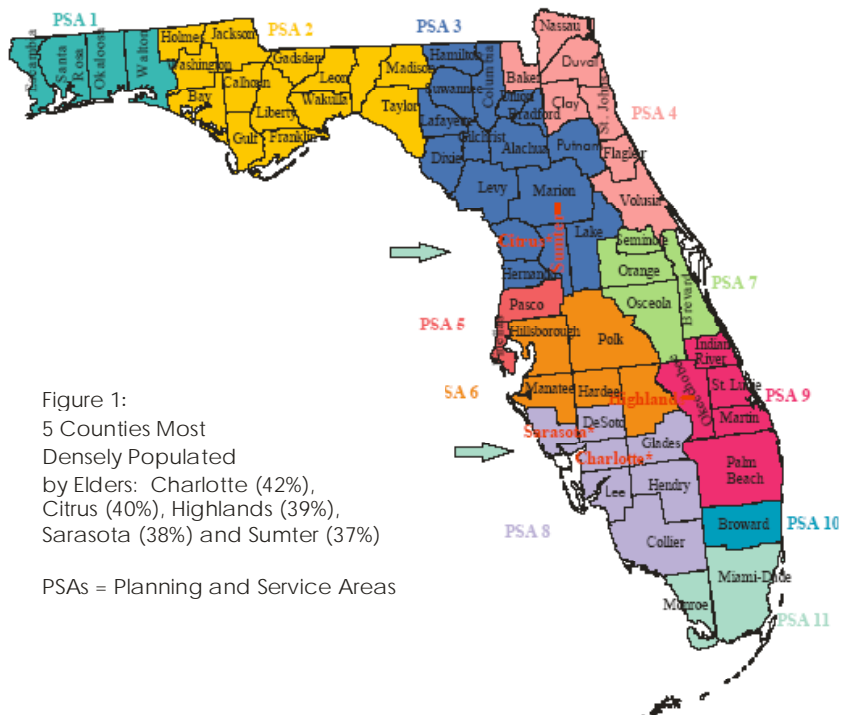 PSA 1
PSA 2
PSA 3
Nassau
Holmes
Jackson
Duval
Escambia
Santa
Rosa
Okaloosa
Walton
Washington
Gadsden
Leon
Madison
Hamilton
Columbia
Baker
Calhoun
Suwannee
Union
Clay
St. Johns
PSA 4
Bay
Liberty
Wakulla
Taylor
Lafayette
Bradford
Gulf
Franklin
Gilchrist
Alachua
Putnam
Dixie
Flagler
Levy
Marion
Volusia
Citrus*
Sumter
Lake
Seminole
Hernando
Orange
PSA 7
Osceola
Brevard
Pasco
PSA 5
Hillsborough
Polk
Indian
River
SA 6
Manatee
Hardee
Highland
Okeechobee
St. Lucie
PSA 9
Martin
DeSoto
Sarasota*
Glades
Charlotte*
Palm
Beach
Lee
Hendry
PSA 8
Collier
Broward
PSA 10
Monroe
Miami-Dade
PSA 11
Figure 1:
5 Counties Most
Densely Populated
by Elders: Charlotte (42%),
Citrus (40%), Highlands (39%),
Sarasota (38%) and Sumter (37%)
PSAs = Planning and Service Areas